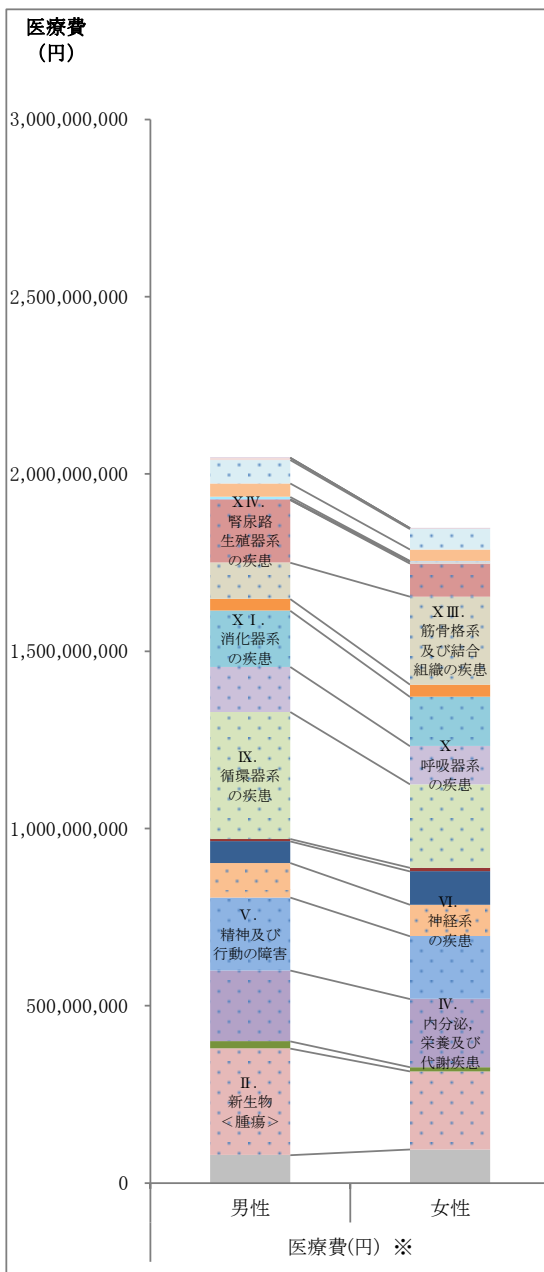 医療費
(円)
3,000,000,000
2,500,000,000
2,000,000,000
1,500,000,000
1,000,000,000
500,000,000
0
ⅩⅣ.
腎尿路
生殖器系
の疾患
ⅩⅠ.
消化器系
の疾患
Ⅸ.
循環器系
の疾患
Ⅴ.
精神及び
行動の障害
Ⅱ.
新生物
＜腫瘍＞
ⅩⅢ.
筋骨格系
及び結合
組織の疾患
Ⅹ.
呼吸器系
の疾患
Ⅵ.
神経系
の疾患
Ⅳ.
内分泌,
栄養及び
代謝疾患
男性
女性
医療費(円) ※